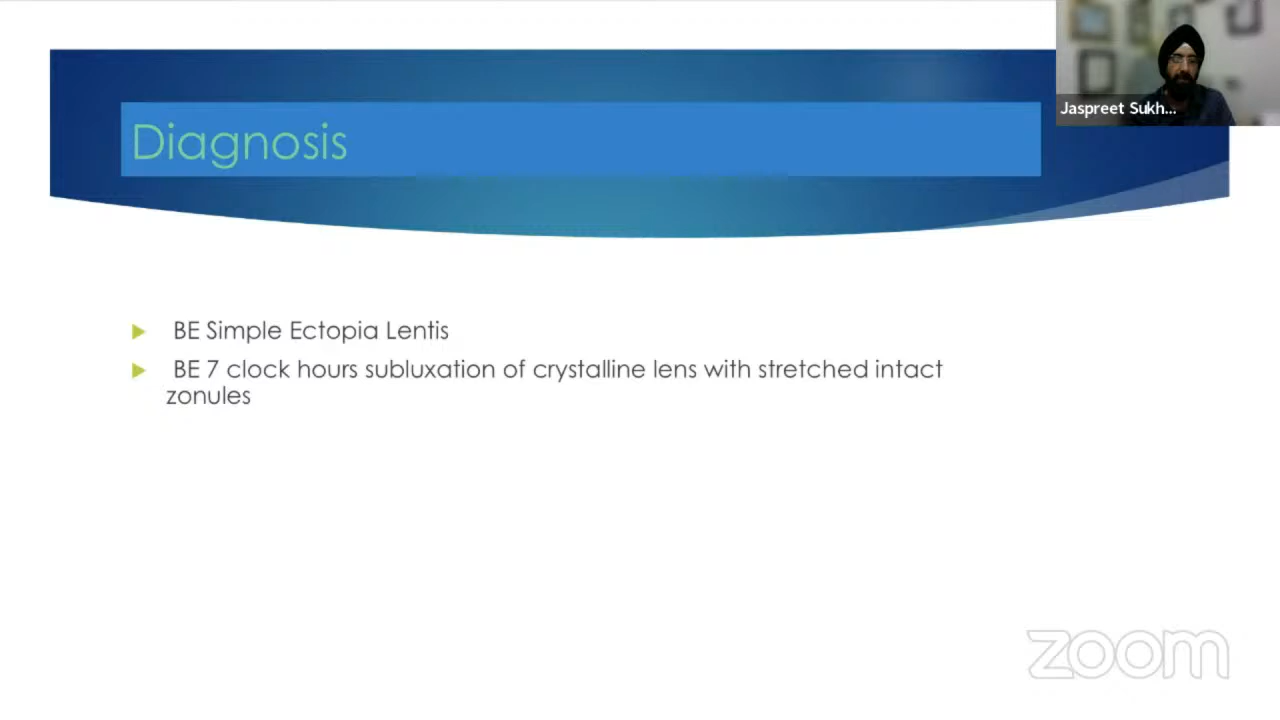 Jaspreet Sukh...
Diagnosis
BE Simple Ectopia Lentis
BE 7 clock hours subluxation of crystalline lens with stretched intact
zonules
zoom